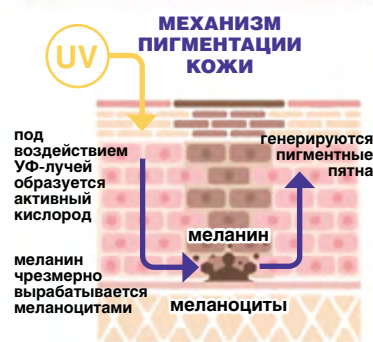 UV
МЕХАНИЗМ
ПИГМЕНТАЦИИ
КОЖИ
под
воздействием
УФ-лучей
образуется
активный
кислород
генерируются
пигментные
пятна
меланин
меланин
чрезмерно
вырабатывается
меланоцитами
меланоциты